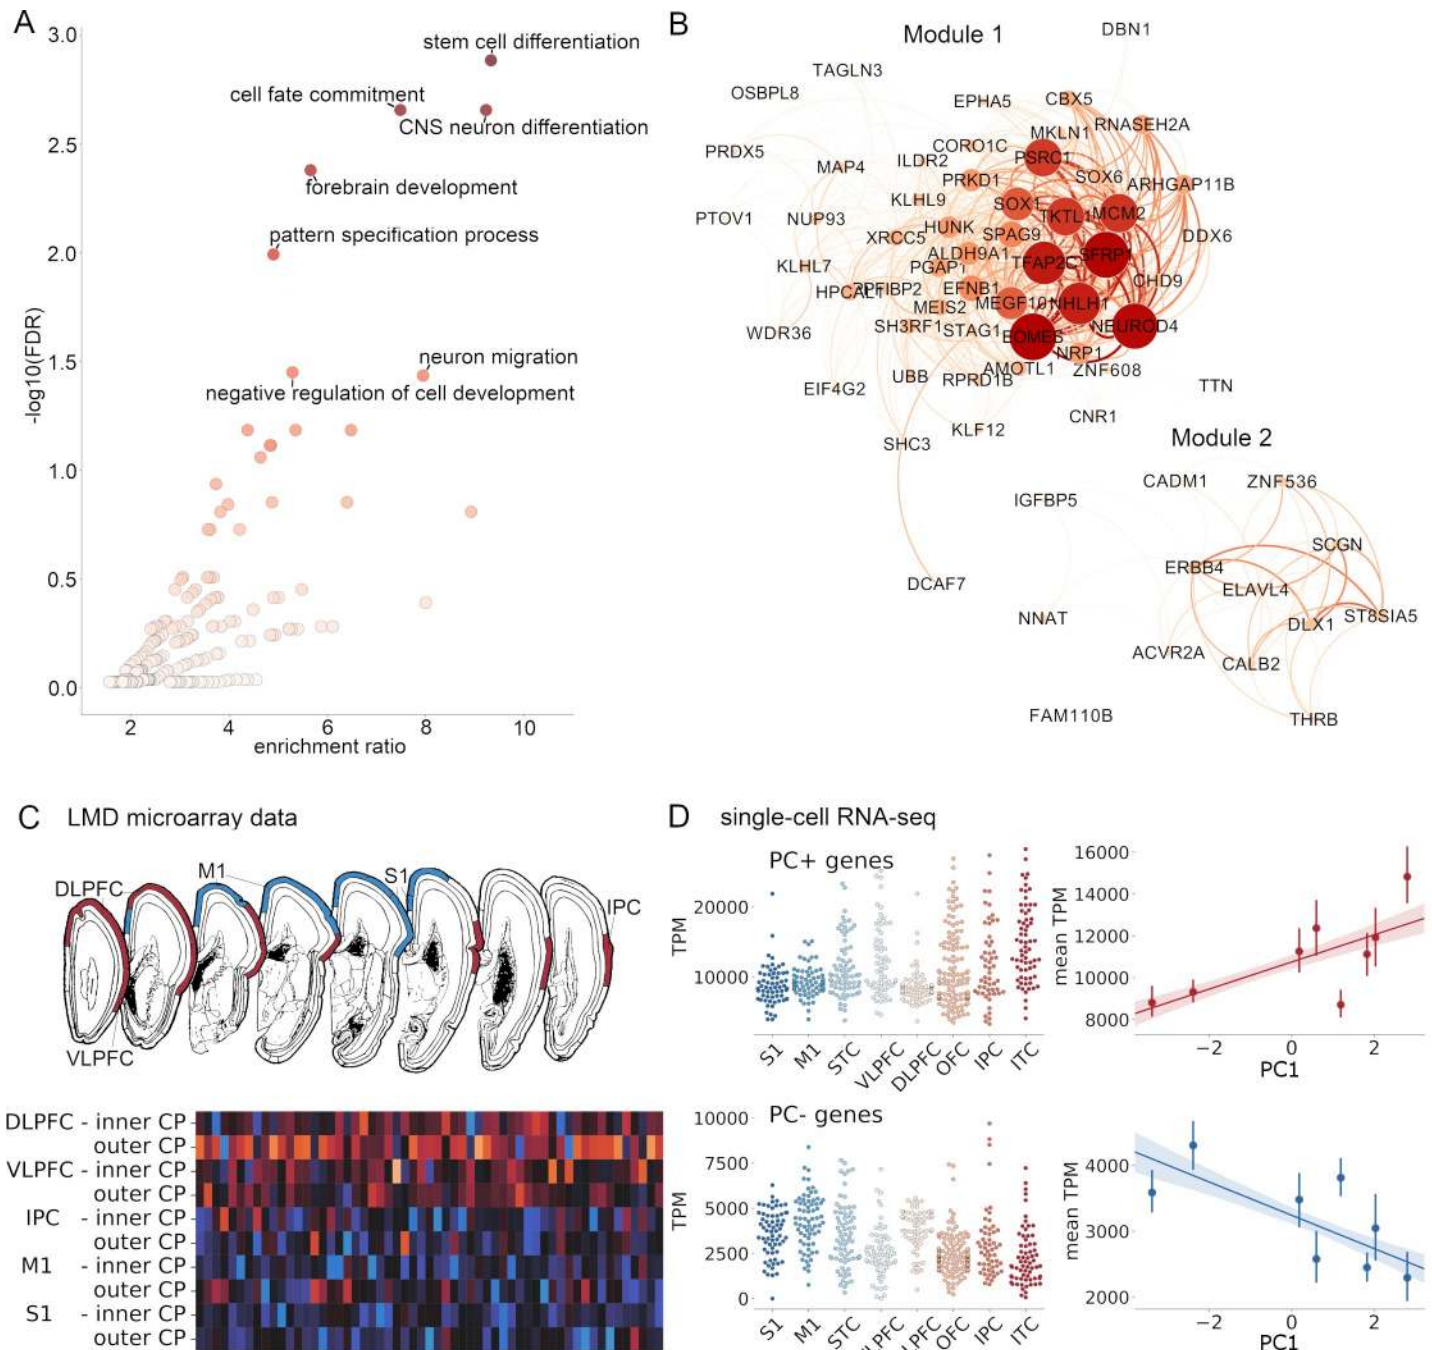 A
3.0
2.5
2.0
1.5
1.0
0.5
0.0
-log10(FDR)
stem cell differentiation
cell fate commitment
CNS neuron differentiation
forebrain development
pattern specification process
neuron migration
negative regulation of cell development
2
4
6
8
10
enrichment ratio
B
Module 1
DBN1
TAGLN3
OSBPL8
EPHA5
CBX5
RNASEH2A
MKLN1
PRDX5
CORO1C
MAP4
ILDR2
PSRC1
PRKD1
SOX6
ARHGAP11B
KLHL9
SOX1
TKTL1
MCM2
PTOV1
NUP93
HUNK
XRCC5
SPAG9
DDX6
ALDH9A1
SFRP1
KLHL7
PGAP1
TFAP2C
CHD9
HPCAL1
PPFIBP2
EFNB1
MEIS2
MEGF10
NHLH1
WDR36
SH3RF1
STAG1
EOMES
NEUROD4
NRP1
AMOTL1
ZNF608
UBB
RPRD1B
EIF4G2
TTN
CNR1
KLF12
SHC3
Module 2
CADM1
ZNF536
IGFBP5
SCGN
ERBB4
DCAF7
ELAVL4
NNAT
DLX1
ST8SIA5
ACVR2A
CALB2
FAM110B
THRB
C
LMD microarray data
M1
S1
DLPFC
IPC
VLPFC
DLPFC - inner CP
outer CP
VLPFC - inner CP
outer CP
IPC - inner CP
outer CP
M1 - inner CP
outer CP
S1 - inner CP
outer CP
D
single-cell RNA-seq
PC+ genes
20000
10000
TPM
S1
M1
STC
VLPFC
DLPFC
OFC
IPC
ITC
16000
14000
12000
10000
8000
mean TPM
−2
0
2
PC1
PC- genes
10000
7500
5000
2500
0
TPM
S1
M1
STC
VLPFC
OFC
IPC
ITC
4000
3000
2000
mean TPM
−2
0
2
PC1